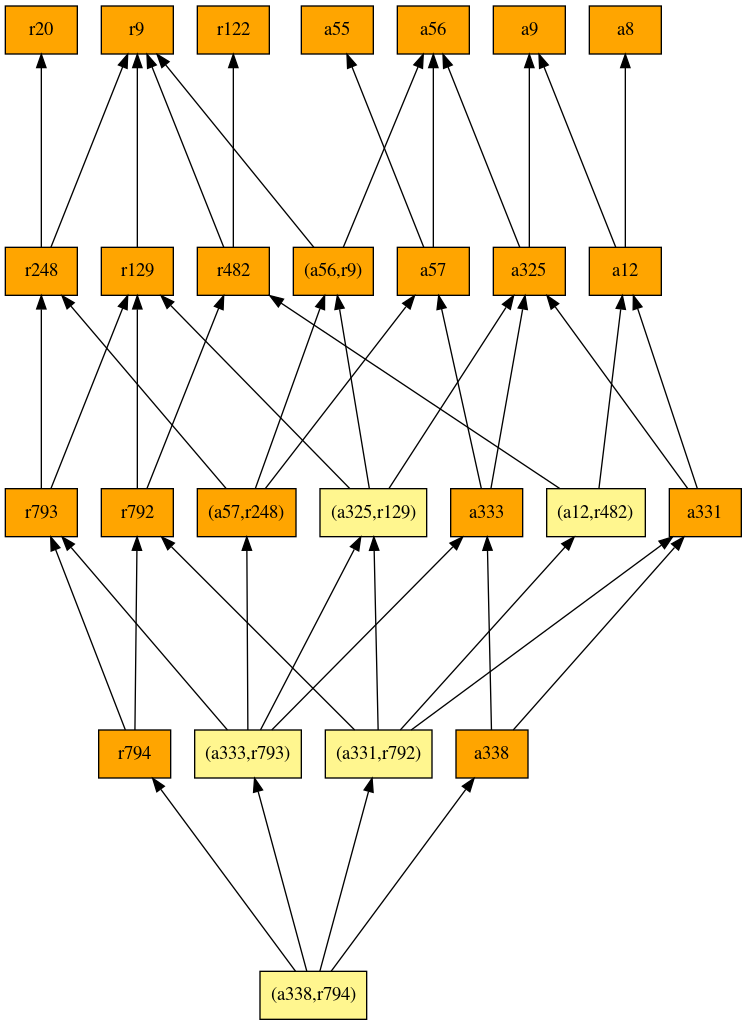 r20
r9
r122
a55
a56
a9
a8
r248
r129
r482
(a56,r9)
a57
a325
a12
r793
r792
(a57,r248)
(a325,r129)
a333
(a12,r482)
a331
r794
(a333,r793)
(a331,r792)
a338
(a338,r794)